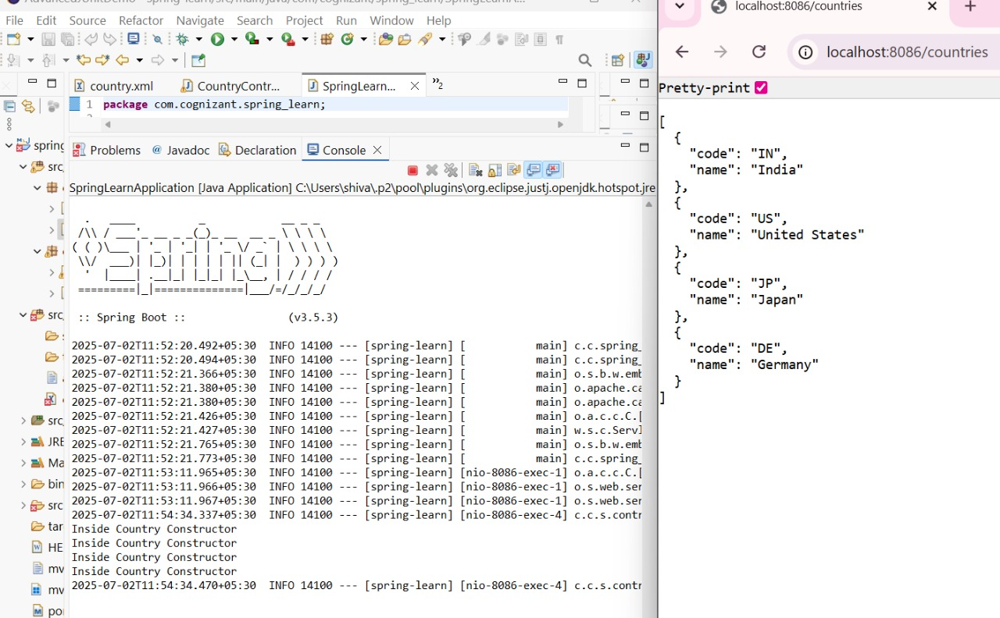 File Edit Source Refactor Navigate Search Project Run Window Help
country.xml
CountryContr...
SpringLearn...
2
1 package com.cognizant.spring_learn;
Problems
@ Javadoc
Declaration
Console
SpringLearnApplication [Java Application] C:\Users\shiva\.p2\pool\plugins\org.eclipse.justj.openjdk.hotspot.jre
:: Spring Boot :: (v3.5.3)
2025-07-02T11:52:20.492+05:30 INFO 14100 --- [spring-learn] [ main] c.c.spring_
2025-07-02T11:52:20.494+05:30 INFO 14100 --- [spring-learn] [ main] c.c.spring_
2025-07-02T11:52:21.366+05:30 INFO 14100 --- [spring-learn] [ main] o.s.b.w.emb
2025-07-02T11:52:21.380+05:30 INFO 14100 --- [spring-learn] [ main] o.apache.ca
2025-07-02T11:52:21.380+05:30 INFO 14100 --- [spring-learn] [ main] o.apache.ca
2025-07-02T11:52:21.426+05:30 INFO 14100 --- [spring-learn] [ main] o.a.c.c.C.[
2025-07-02T11:52:21.427+05:30 INFO 14100 --- [spring-learn] [ main] w.s.c.Servl
2025-07-02T11:52:21.765+05:30 INFO 14100 --- [spring-learn] [ main] o.s.b.w.emb
2025-07-02T11:52:21.773+05:30 INFO 14100 --- [spring-learn] [ main] c.c.spring_
2025-07-02T11:53:11.965+05:30 INFO 14100 --- [spring-learn] [nio-8086-exec-1] o.a.c.c.C.[
2025-07-02T11:53:11.966+05:30 INFO 14100 --- [spring-learn] [nio-8086-exec-1] o.s.web.ser
2025-07-02T11:53:11.967+05:30 INFO 14100 --- [spring-learn] [nio-8086-exec-1] o.s.web.ser
2025-07-02T11:54:34.337+05:30 INFO 14100 --- [spring-learn] [nio-8086-exec-4] c.c.s.contr
Inside Country Constructor
Inside Country Constructor
Inside Country Constructor
Inside Country Constructor
2025-07-02T11:54:34.470+05:30 INFO 14100 --- [spring-learn] [nio-8086-exec-4] c.c.s.contr
spring
src
src
src
JRE
Ma
bin
src
tar
HE
mv
mv
po
localhost:8086/countries
localhost:8086/countries
Pretty-print
[
{
"code": "IN",
"name": "India"
},
{
"code": "US",
"name": "United States"
},
{
"code": "JP",
"name": "Japan"
},
{
"code": "DE",
"name": "Germany"
}
]